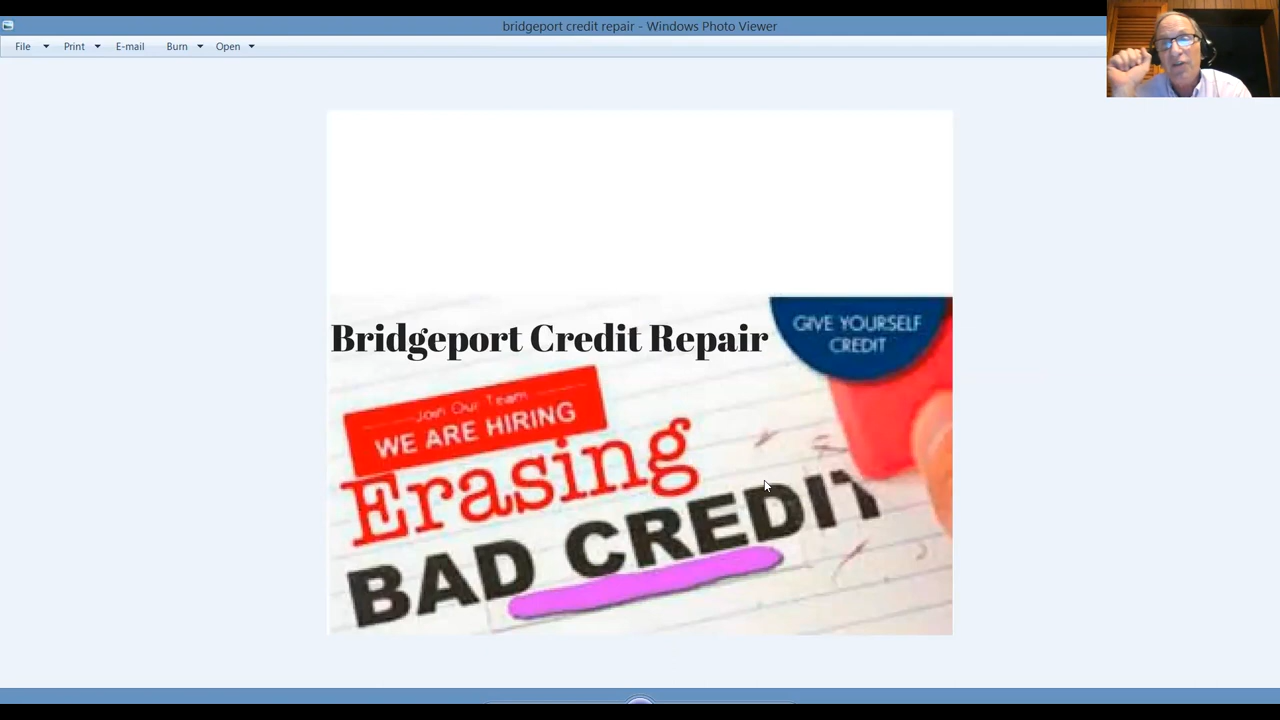 bridgeport credit repair - Windows Photo Viewer
File Print E-mail Burn Open
Bridgeport Credit Repair
GIVE YOURSELF
CREDIT
Join Our Team
WE ARE HIRING
Erasing
BAD CREDIT